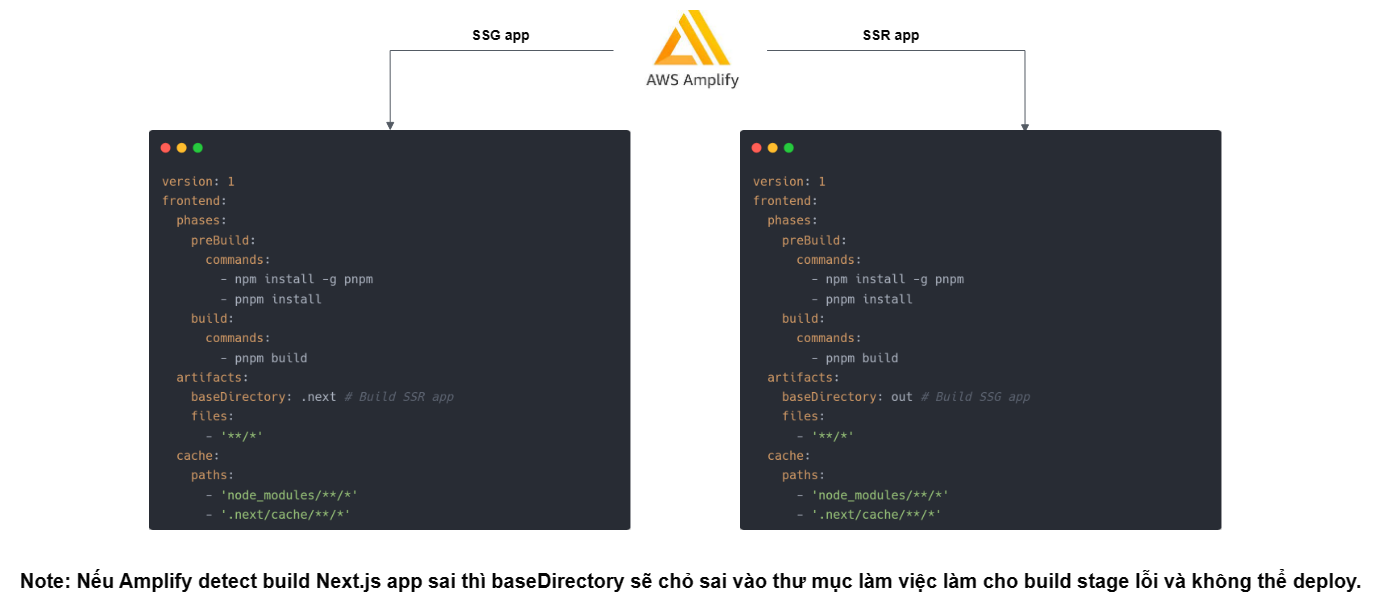 SSG app
SSR app
AWS Amplify
version: 1
frontend:
  phases:
    preBuild:
      commands:
        - npm install -g pnpm
        - pnpm install
    build:
      commands:
        - pnpm build
  artifacts:
    baseDirectory: .next # Build SSR app
    files:
      - '**/*'
  cache:
    paths:
      - 'node_modules/**/*'
      - '.next/cache/**/*'
version: 1
frontend:
  phases:
    preBuild:
      commands:
        - npm install -g pnpm
        - pnpm install
    build:
      commands:
        - pnpm build
  artifacts:
    baseDirectory: out # Build SSG app
    files:
      - '**/*'
  cache:
    paths:
      - 'node_modules/**/*'
      - '.next/cache/**/*'
Note: Nếu Amplify detect build Next.js app sai thì baseDirectory sẽ chỏ sai vào thư mục làm việc làm cho build stage lỗi và không thể deploy.